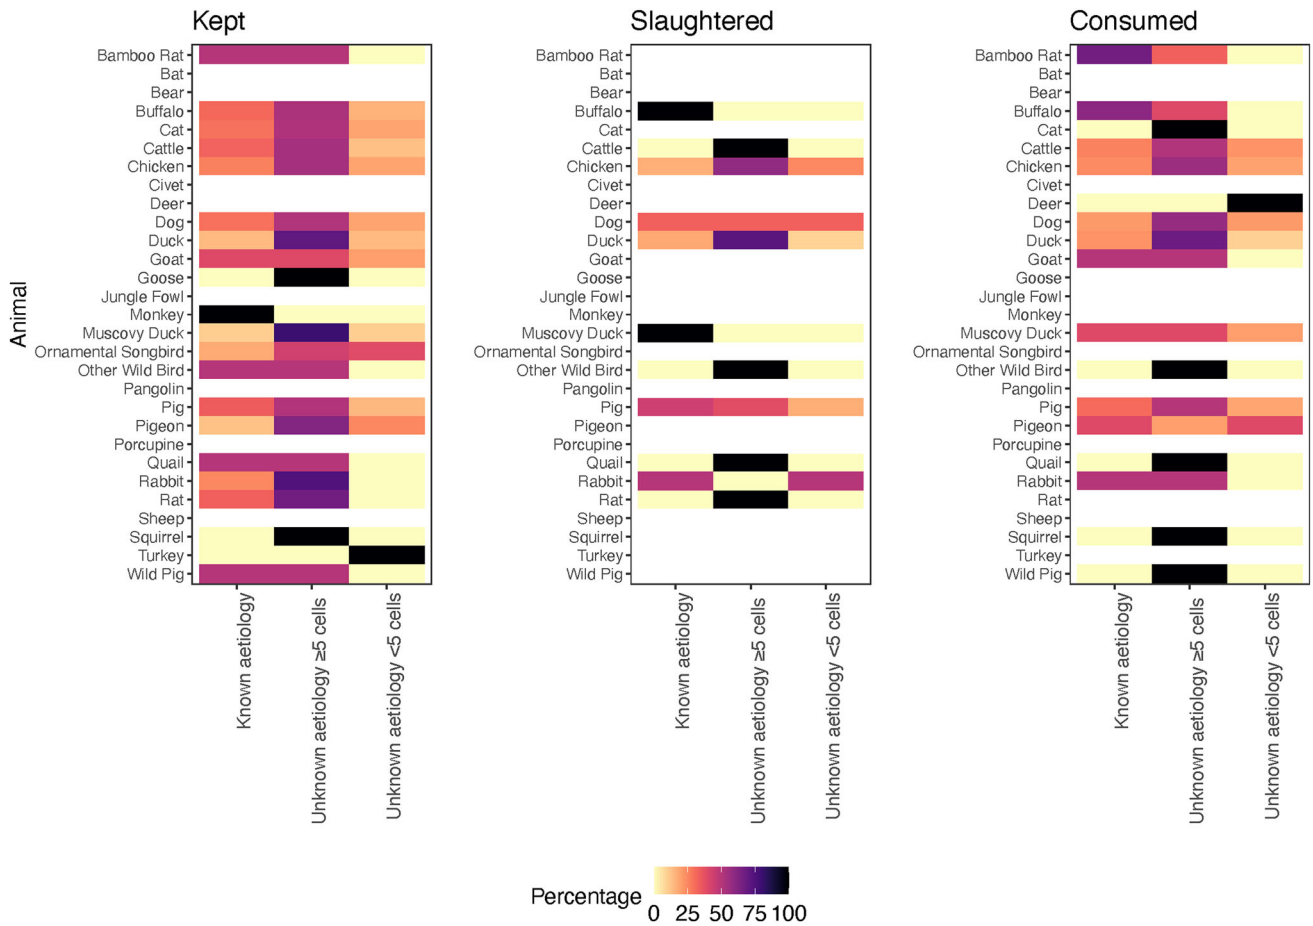 Kept
Slaughtered
Consumed
Animal
Bamboo Rat
Bat
Bear
Buffalo
Cat
Cattle
Chicken
Civet
Deer
Dog
Duck
Goat
Goose
Jungle Fowl
Monkey
Muscovy Duck
Ornamental Songbird
Other Wild Bird
Pangolin
Pig
Pigeon
Porcupine
Quail
Rabbit
Rat
Sheep
Squirrel
Turkey
Wild Pig
Known aetiology
Unknown aetiology ≥5 cells
Unknown aetiology <5 cells
Bamboo Rat
Bat
Bear
Buffalo
Cat
Cattle
Chicken
Civet
Deer
Dog
Duck
Goat
Goose
Jungle Fowl
Monkey
Muscovy Duck
Ornamental Songbird
Other Wild Bird
Pangolin
Pig
Pigeon
Porcupine
Quail
Rabbit
Rat
Sheep
Squirrel
Turkey
Wild Pig
Known aetiology
Unknown aetiology ≥5 cells
Unknown aetiology <5 cells
Bamboo Rat
Bat
Bear
Buffalo
Cat
Cattle
Chicken
Civet
Deer
Dog
Duck
Goat
Goose
Jungle Fowl
Monkey
Muscovy Duck
Ornamental Songbird
Other Wild Bird
Pangolin
Pig
Pigeon
Porcupine
Quail
Rabbit
Rat
Sheep
Squirrel
Turkey
Wild Pig
Known aetiology
Unknown aetiology ≥5 cells
Unknown aetiology <5 cells
Percentage
0 25 50 75 100